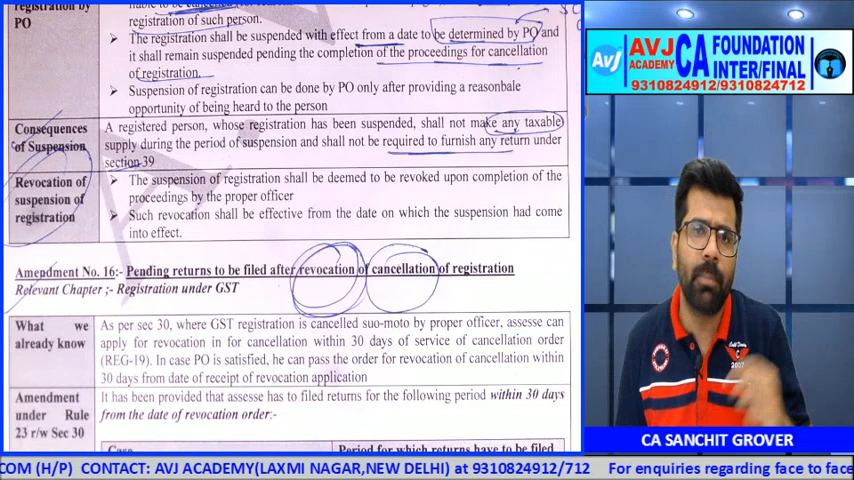 registration by
PO
registration of such person.
The registration shall be suspended with effect from a date to be determined by PO and
it shall remain suspended pending the completion of the proceedings for cancellation
of registration.
Suspension of registration can be done by PO only after providing a reasonbale
opportunity of being heard to the person
Consequences
of Suspension
A registered person, whose registration has been suspended, shall not make any taxable
supply during the period of suspension and shall not be required to furnish any return under
section 39
Revocation of
suspension of
registration
The suspension of registration shall be deemed to be revoked upon completion of the
proceedings by the proper officer
Such revocation shall be effective from the date on which the suspension had come
into effect.
Amendment No. 16:- Pending returns to be filed after revocation of cancellation of registration
Relevant Chapter ;- Registration under GST
What we
already know
As per sec 30, where GST registration is cancelled suo-moto by proper officer, assesse can
apply for revocation in for cancellation within 30 days of service of cancellation order
(REG-19). In case PO is satisfied, he can pass the order for revocation of cancellation within
30 days from date of receipt of revocation application
Amendment
under Rule
23 r/w Sec 30
It has been provided that assesse has to filed returns for the following period within 30 days
from the date of revocation order:-
Case
Period for which returns have to be filed
AVJ
AVJ
ACADEMY
CA
FOUNDATION
INTER/FINAL
9310824912/9310824712
2007
CA SANCHIT GROVER
COM (H/P) CONTACT: AVJ ACADEMY(LAXMI NAGAR,NEW DELHI) at 9310824912/712 For enquiries regarding face to face